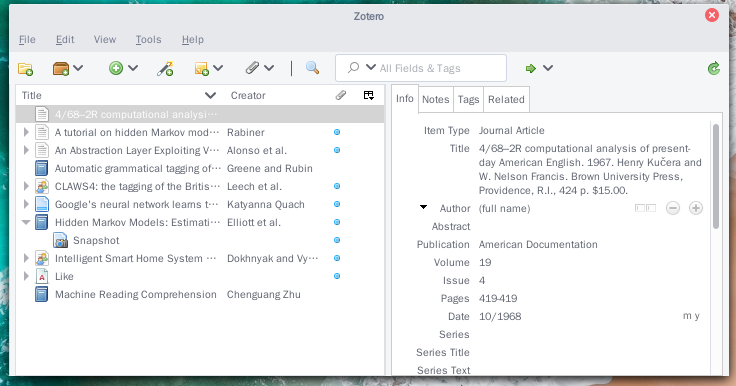 Zotero
File Edit View Tools Help
All Fields & Tags
Title Creator
4/68–2R computational analysi…
A tutorial on hidden Markov mod… Rabiner
An Abstraction Layer Exploiting V… Alonso et al.
Automatic grammatical tagging of… Greene and Rubin
CLAWS4: the tagging of the Britis… Leech et al.
Google's neural network learns t… Katyanna Quach
Hidden Markov Models: Estimati… Elliott et al.
Snapshot
Intelligent Smart Home System … Dokhnyak and Vy…
Like
Machine Reading Comprehension Chenguang Zhu
Info Notes Tags Related
Item Type Journal Article
Title 4/68–2R computational analysis of present-
day American English. 1967. Henry Kučera and
W. Nelson Francis. Brown University Press,
Providence, R.I., 424 p. $15.00.
Author (full name)
Abstract
Publication American Documentation
Volume 19
Issue 4
Pages 419-419
Date 10/1968 m y
Series
Series Title
Series Text